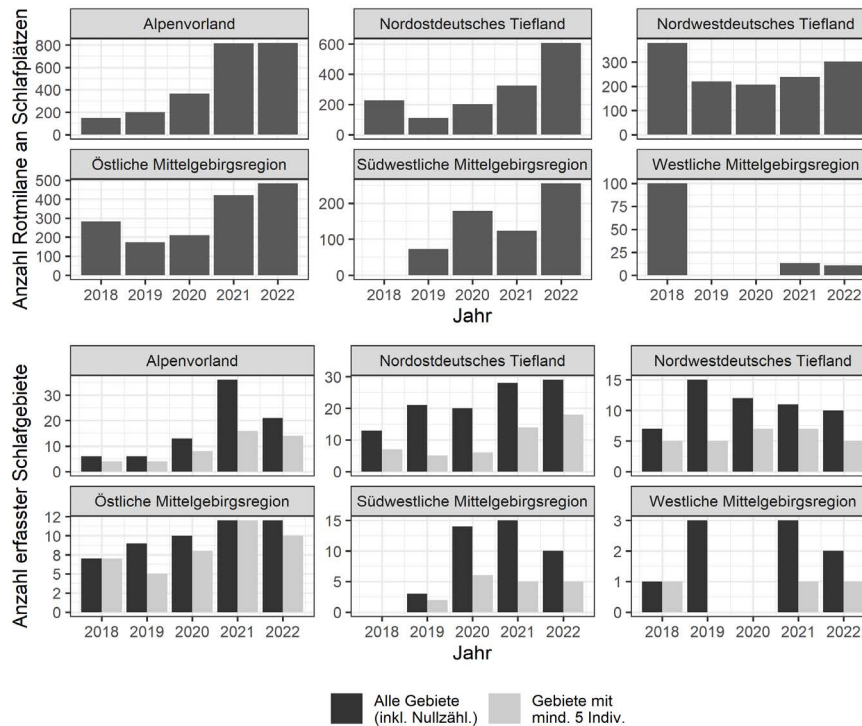 Anzahl Rotmilane an Schlafplätzen
Alpenvorland
Nordostdeutsches Tiefland
Nordwestdeutsches Tiefland
800
600
400
200
0
600
400
200
0
300
200
100
0
Östliche Mittelgebirgsregion
Südwestliche Mittelgebirgsregion
Westliche Mittelgebirgsregion
500
400
300
200
100
0
200
100
0
100
75
50
25
0
2018 2019 2020 2021 2022
2018 2019 2020 2021 2022
2018 2019 2020 2021 2022
Jahr
Anzahl erfasster Schlafgebiete
Alpenvorland
Nordostdeutsches Tiefland
Nordwestdeutsches Tiefland
30
20
10
0
30
20
10
0
15
10
5
0
Östliche Mittelgebirgsregion
Südwestliche Mittelgebirgsregion
Westliche Mittelgebirgsregion
12
10
8
5
2
0
15
10
5
0
3
2
1
0
2018 2019 2020 2021 2022
2018 2019 2020 2021 2022
2018 2019 2020 2021 2022
Jahr
Alle Gebiete
(inkl. Nullzähl.)
Gebiete mit
mind. 5 Indiv.